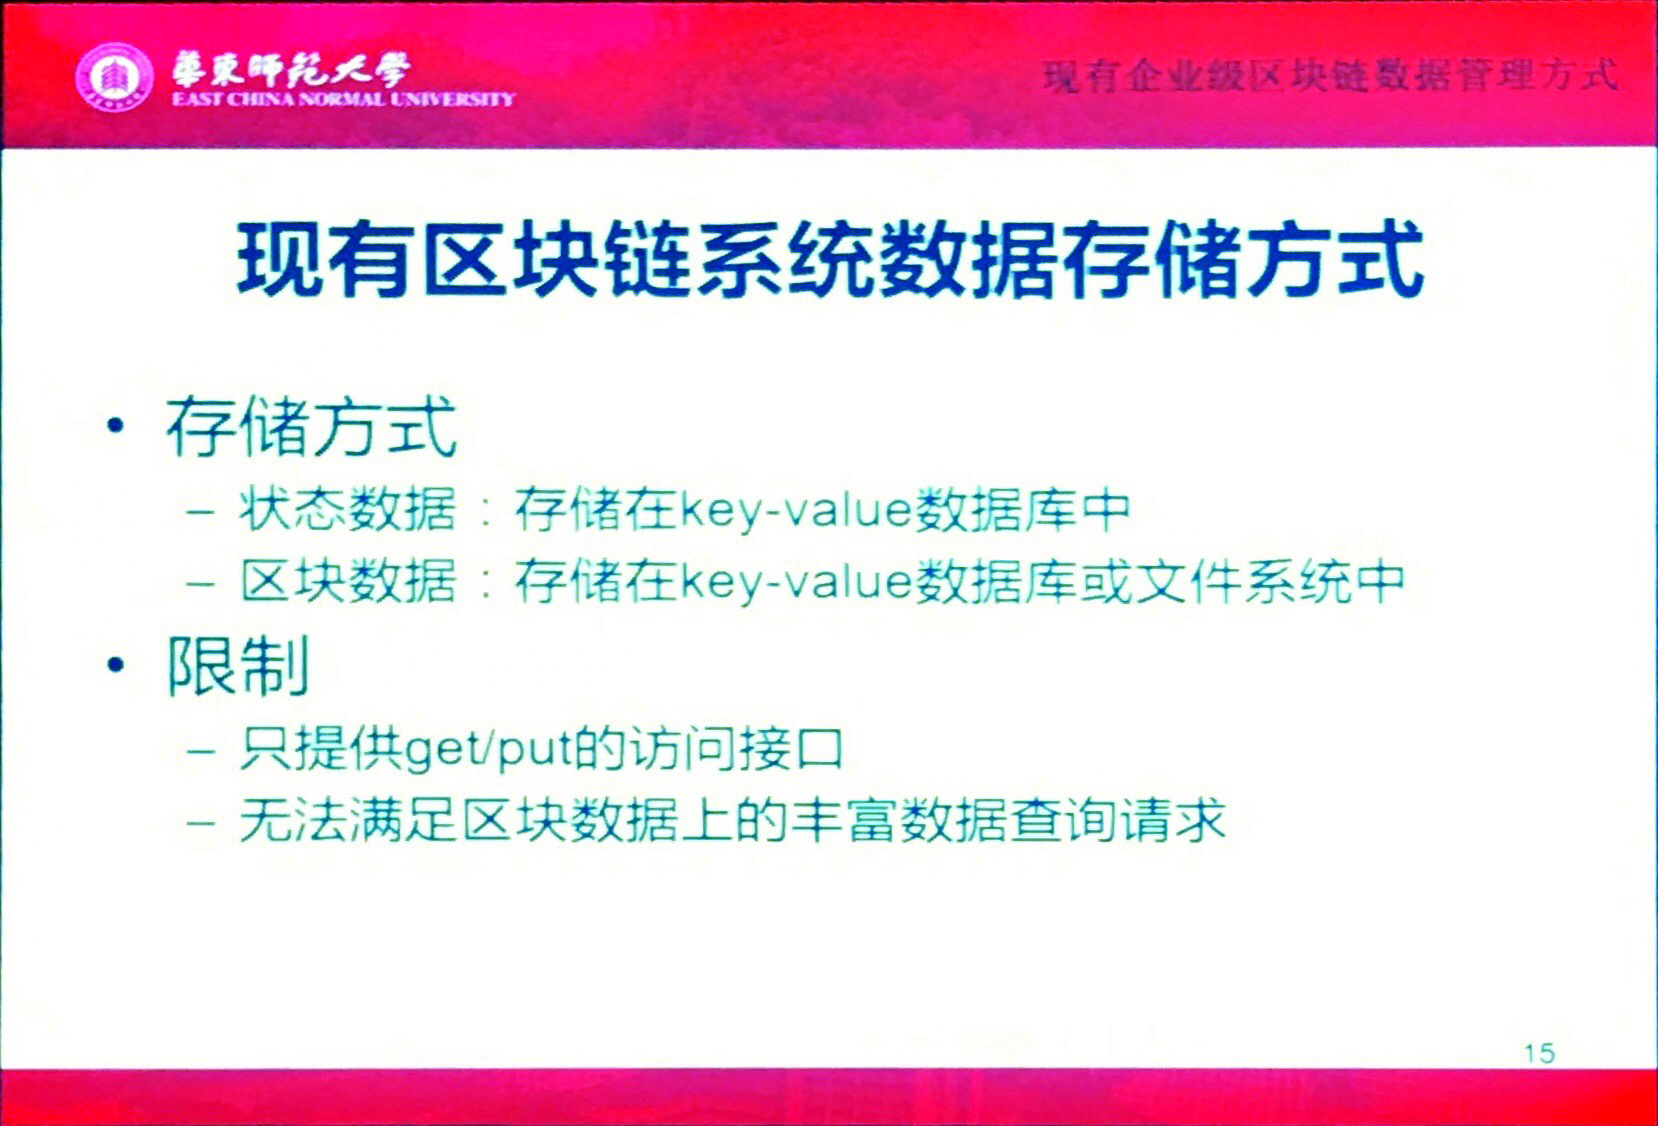 華東師範大學
EAST CHINA NORMAL UNIVERSITY
现有企业级区块链数据管理方式
现有区块链系统数据存储方式
• 存储方式
– 状态数据：存储在key-value数据库中
– 区块数据：存储在key-value数据库或文件系统中
• 限制
– 只提供get/put的访问接口
– 无法满足区块数据上的丰富数据查询请求
15